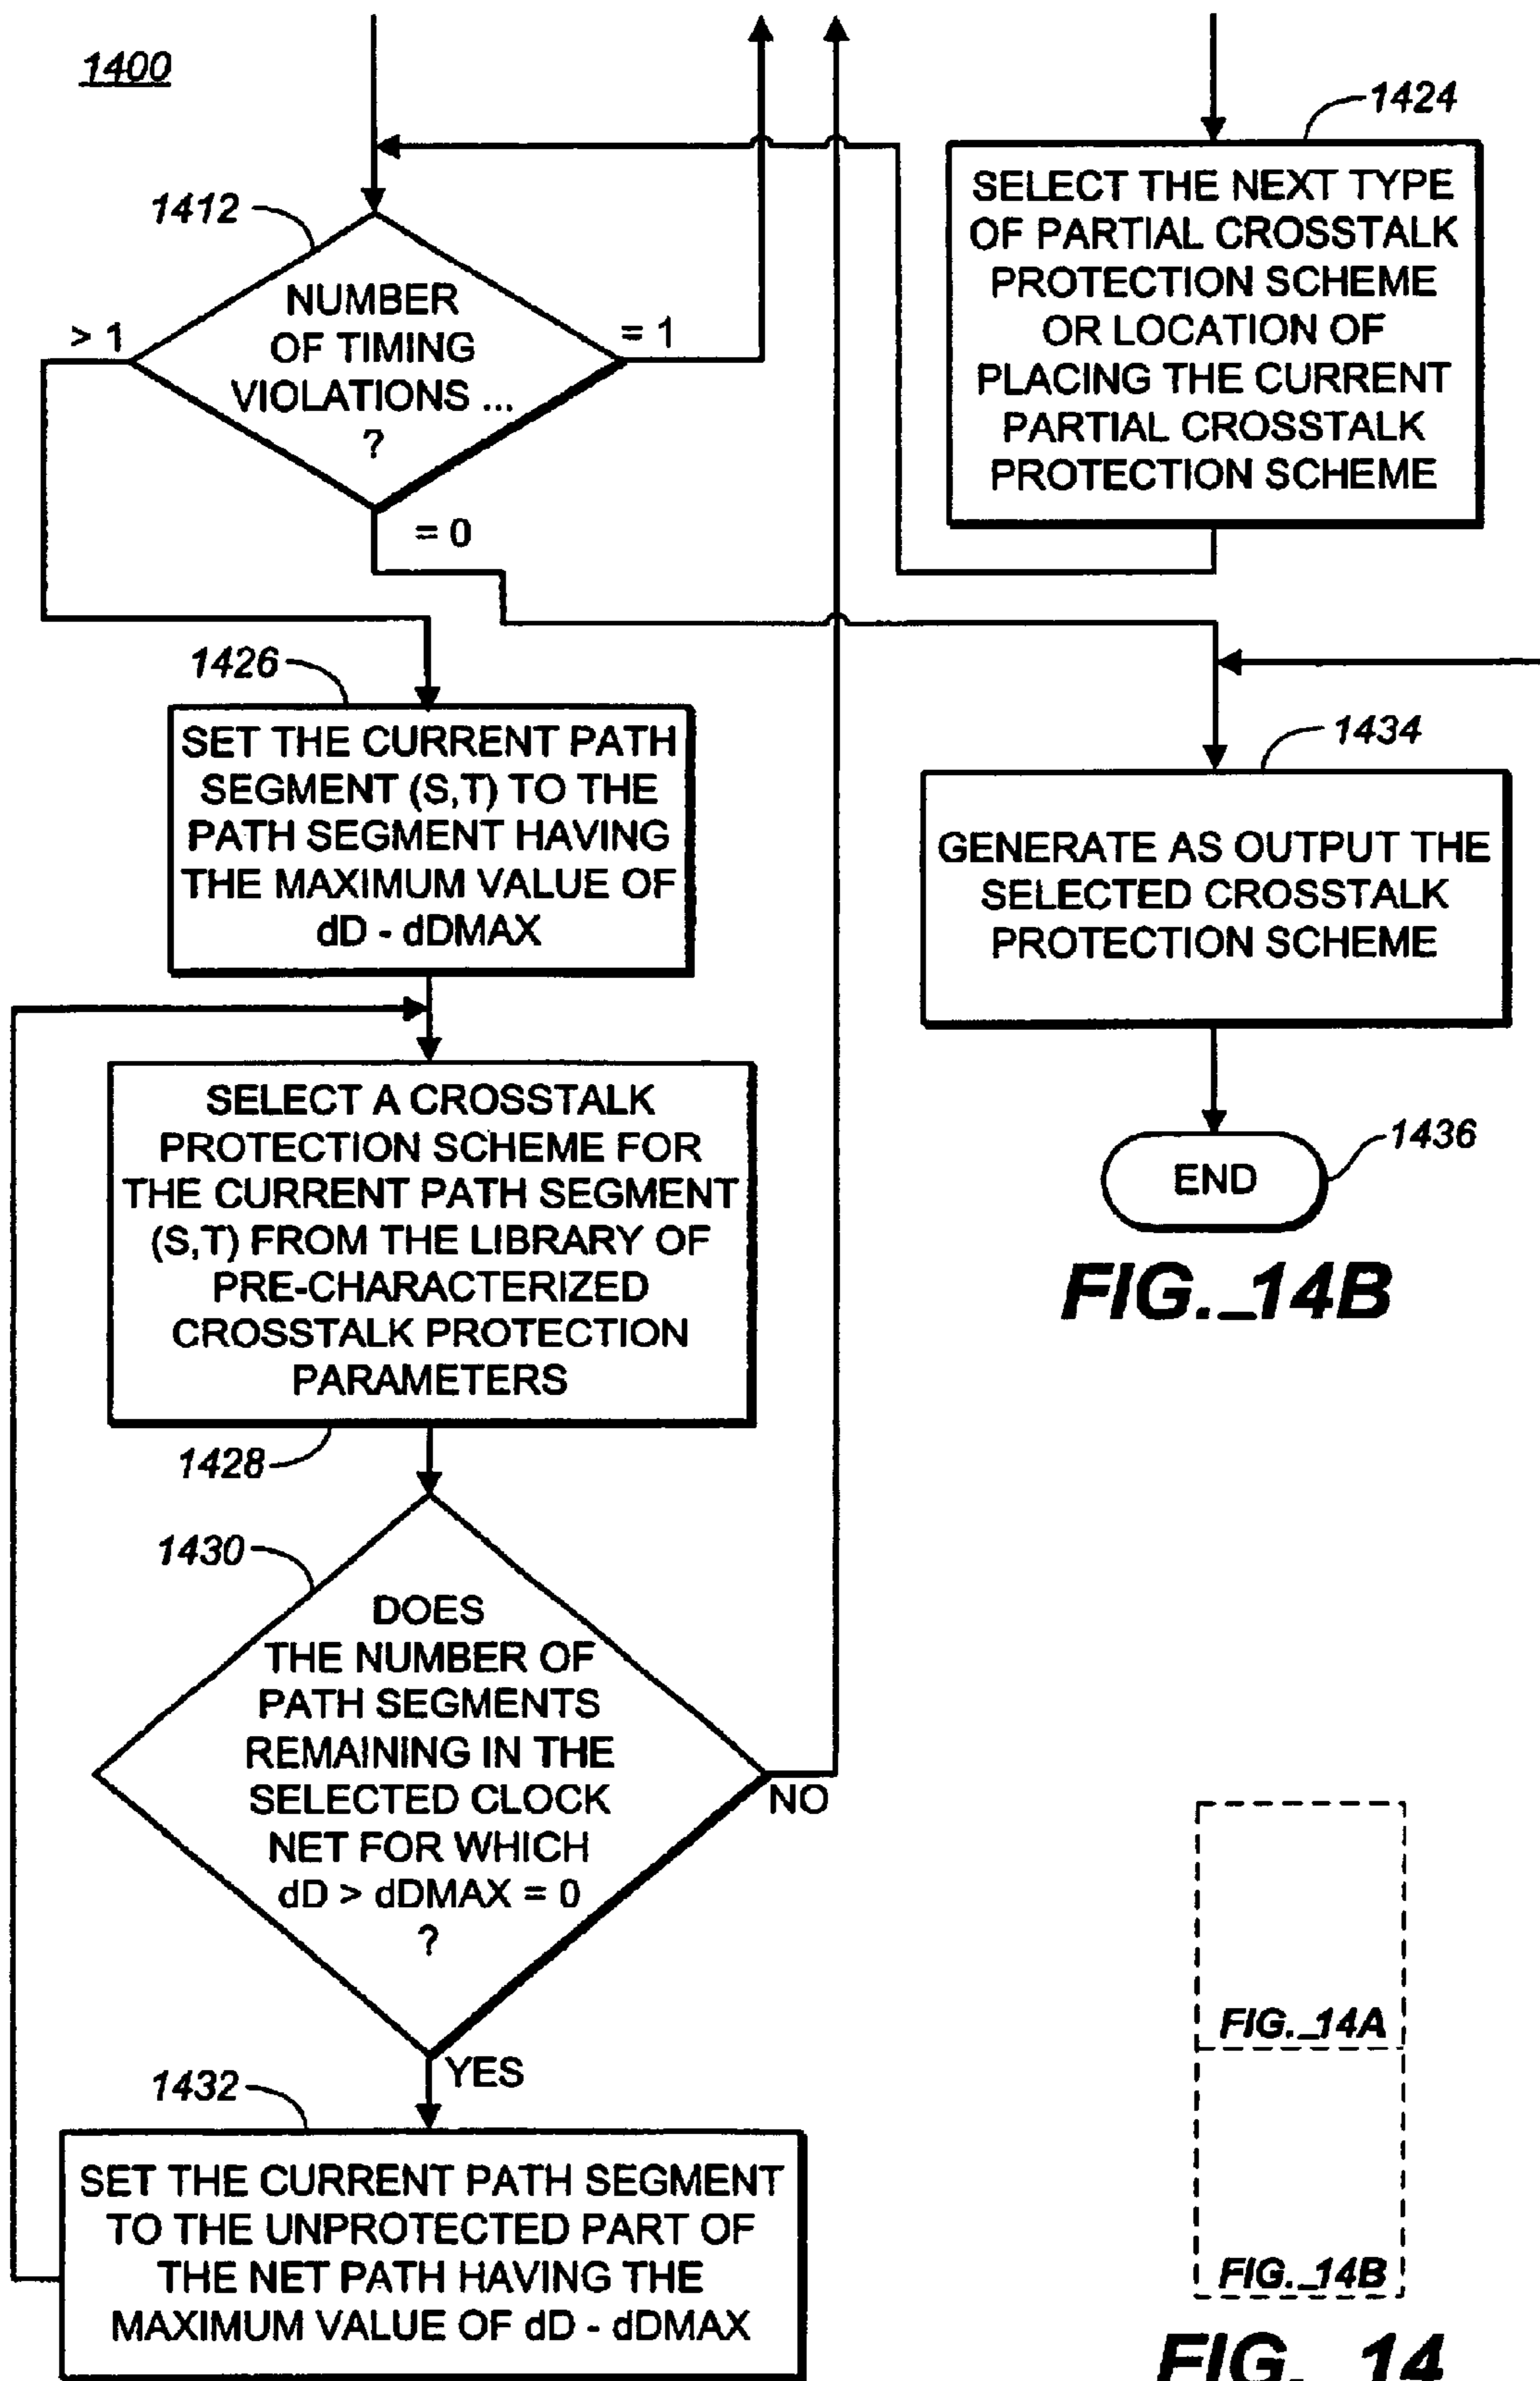 1400
1412
NUMBER
OF TIMING
VIOLATIONS ...
?
> 1
= 1
= 0
1424
SELECT THE NEXT TYPE
OF PARTIAL CROSSTALK
PROTECTION SCHEME
OR LOCATION OF
PLACING THE CURRENT
PARTIAL CROSSTALK
PROTECTION SCHEME
1426
SET THE CURRENT PATH
SEGMENT (S,T) TO THE
PATH SEGMENT HAVING
THE MAXIMUM VALUE OF
dD - dDMAX
1434
GENERATE AS OUTPUT THE
SELECTED CROSSTALK
PROTECTION SCHEME
SELECT A CROSSTALK
PROTECTION SCHEME FOR
THE CURRENT PATH SEGMENT
(S,T) FROM THE LIBRARY OF
PRE-CHARACTERIZED
CROSSTALK PROTECTION
PARAMETERS
1428
1436
END
FIG._14B
1430
DOES
THE NUMBER OF
PATH SEGMENTS
REMAINING IN THE
SELECTED CLOCK
NET FOR WHICH
dD > dDMAX = 0
?
NO
YES
1432
SET THE CURRENT PATH SEGMENT
TO THE UNPROTECTED PART OF
THE NET PATH HAVING THE
MAXIMUM VALUE OF dD - dDMAX
FIG._14A
FIG._14B
FIG._14